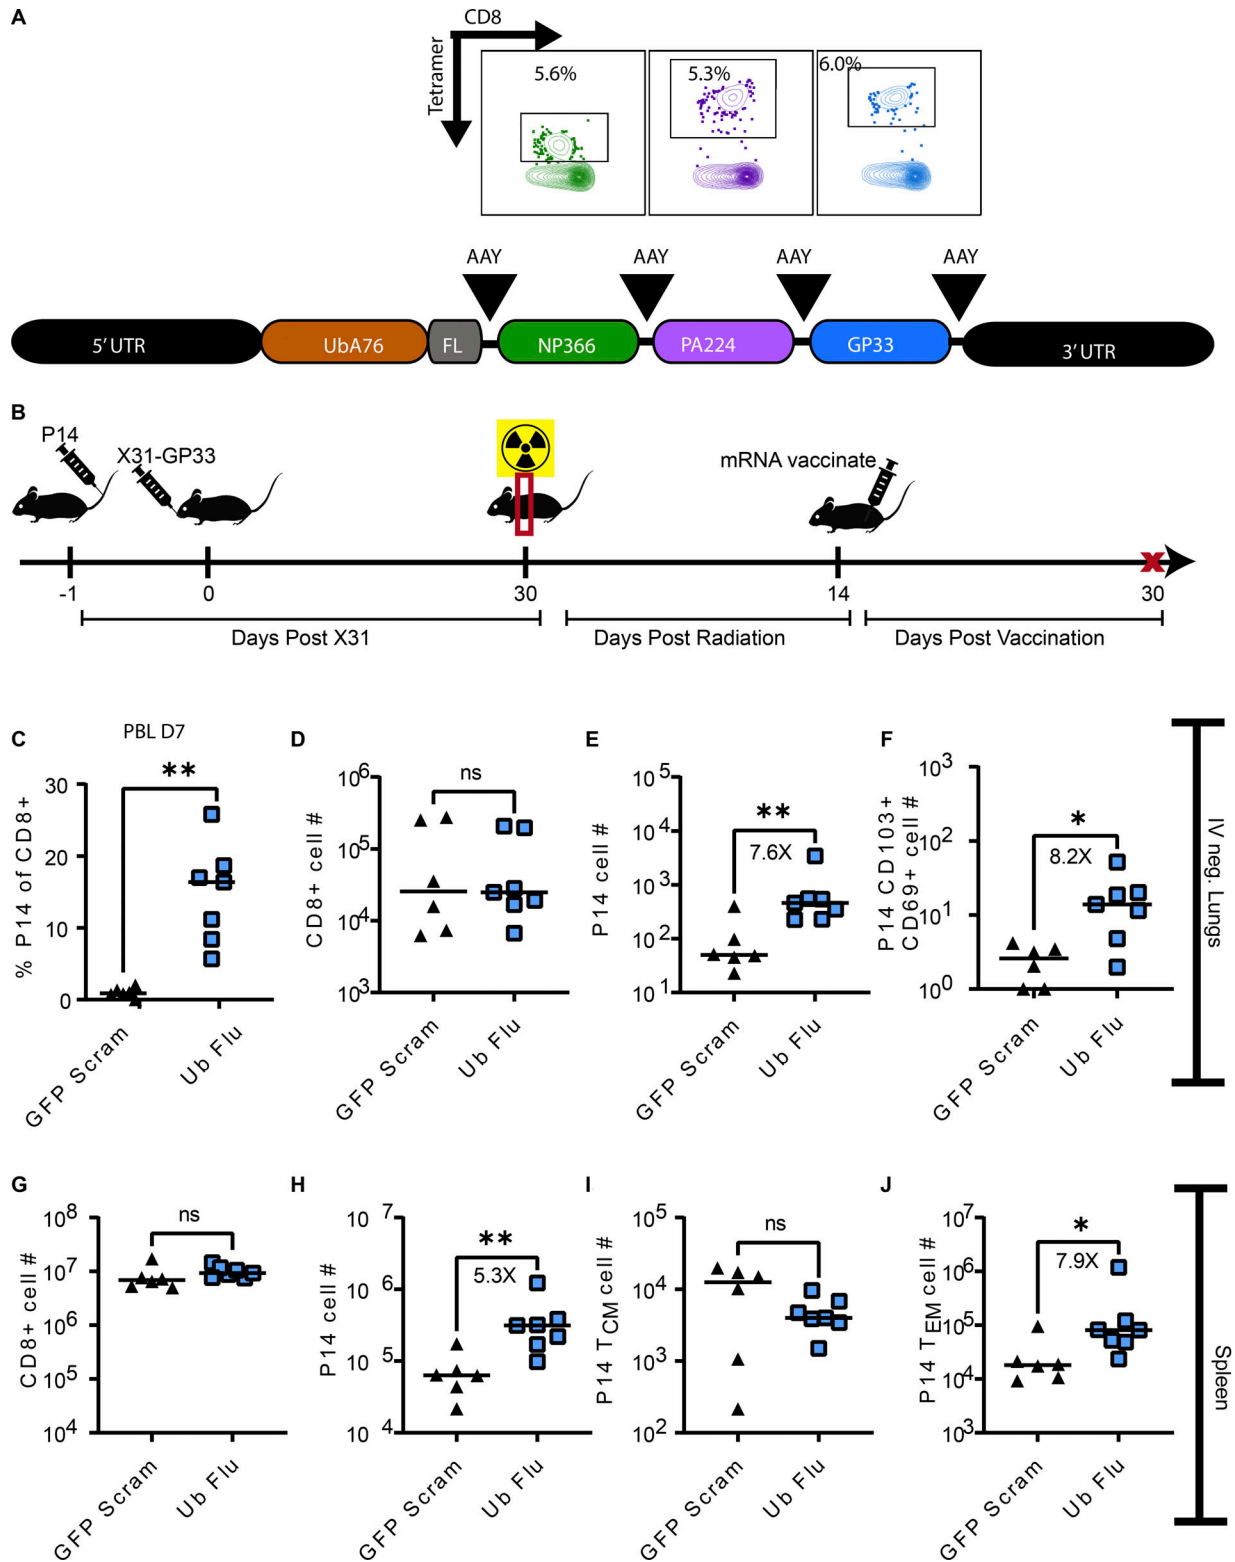 A
CD8
Tetramer
5.6%
5.3%
6.0%
AAY
AAY
AAY
AAY
5' UTR
UbA76
FL
NP366
PA224
GP33
3' UTR
B
P14
X31-GP33
mRNA vaccinate
-1
0
30
14
30
Days Post X31
Days Post Radiation
Days Post Vaccination
C
PBL D7
% P14 of CD8+
30
20
10
0
**
GFP Scram
Ub Flu
D
CD8+ cell #
10^6
10^5
10^4
10^3
ns
GFP Scram
Ub Flu
E
P14 cell #
10^5
10^4
10^3
10^2
10^1
**
7.6X
GFP Scram
Ub Flu
F
P14 CD103+
CD69+ cell #
10^3
10^2
10^1
10^0
*
8.2X
GFP Scram
Ub Flu
IV neg. Lungs
G
CD8+ cell #
10^8
10^7
10^6
10^5
10^4
ns
GFP Scram
Ub Flu
H
P14 cell #
10^7
10^6
10^5
10^4
**
5.3X
GFP Scram
Ub Flu
I
P14 T_CM cell #
10^5
10^4
10^3
10^2
ns
GFP Scram
Ub Flu
J
P14 T_EM cell #
10^7
10^6
10^5
10^4
10^3
*
7.9X
GFP Scram
Ub Flu
Spleen